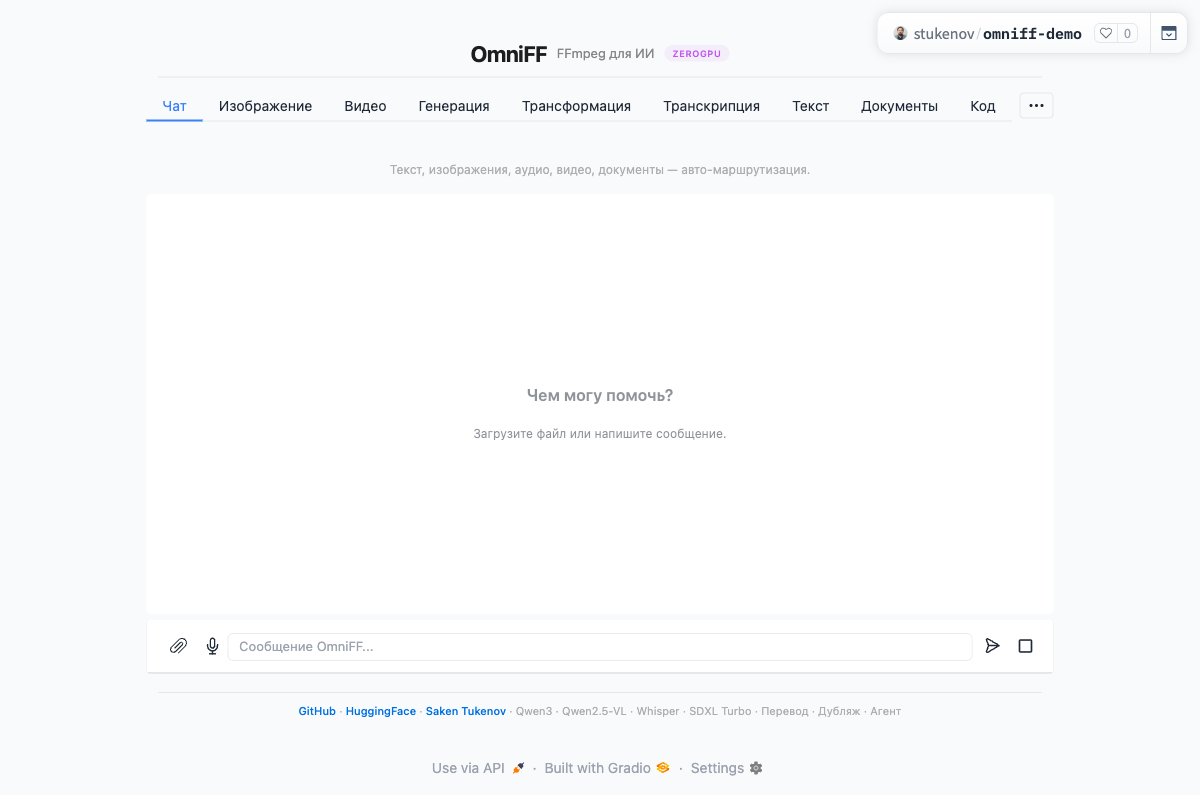 stukenov/omniff-demo 0
OmniFF FFmpeg для ИИ ZEROGPU
Чат Изображение Видео Генерация Трансформация Транскрипция Текст Документы Код
Текст, изображения, аудио, видео, документы — авто-маршрутизация.
Чем могу помочь?
Загрузите файл или напишите сообщение.
Сообщение OmniFF...
GitHub · HuggingFace · Saken Tukenov · Qwen3 · Qwen2.5-VL · Whisper · SDXL Turbo · Перевод · Дубляж · Агент
Use via API · Built with Gradio · Settings